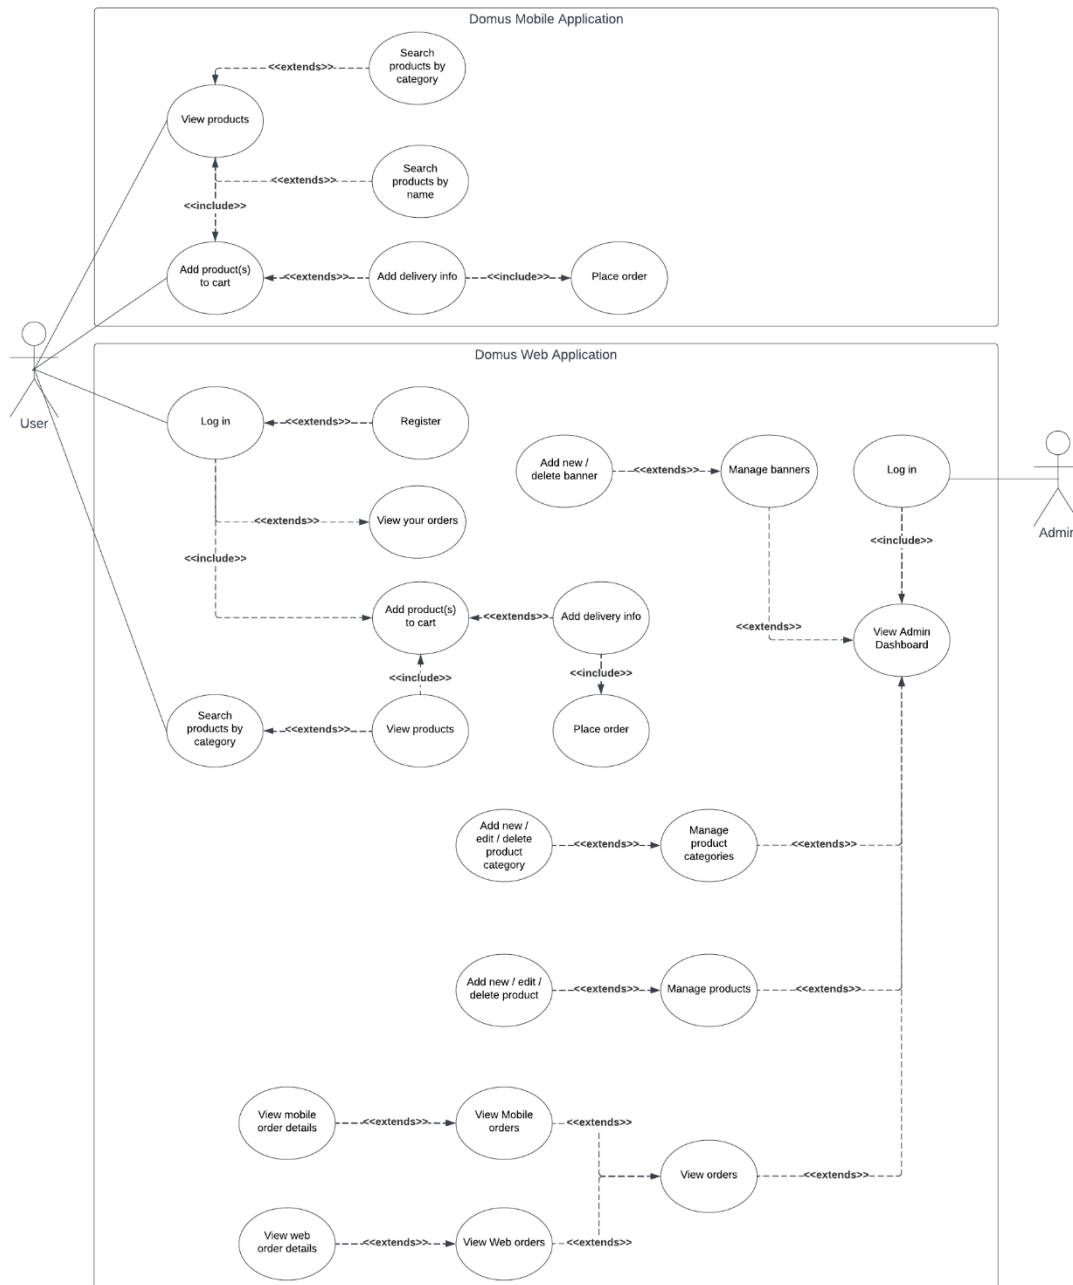 Domus Mobile Application
Search
products by
category
<<extends>>
View products
Search
products by
name
<<extends>>
<<include>>
Add product(s)
to cart
<<extends>>
Add delivery info
<<include>>
Place order
User
Domus Web Application
Log in
<<extends>>
Register
Add new /
delete banner
<<extends>>
Manage banners
Log in
Admin
<<extends>>
View your orders
<<include>>
<<include>>
Add product(s)
to cart
<<extends>>
Add delivery info
<<extends>>
View Admin
Dashboard
<<include>>
<<include>>
Search
products by
category
<<extends>>
View products
Place order
Add new /
edit / delete
product
category
<<extends>>
Manage
product
categories
<<extends>>
Add new / edit /
delete product
<<extends>>
Manage products
<<extends>>
View mobile
order details
<<extends>>
View Mobile
orders
<<extends>>
View orders
<<extends>>
View web
order details
<<extends>>
View Web orders
<<extends>>